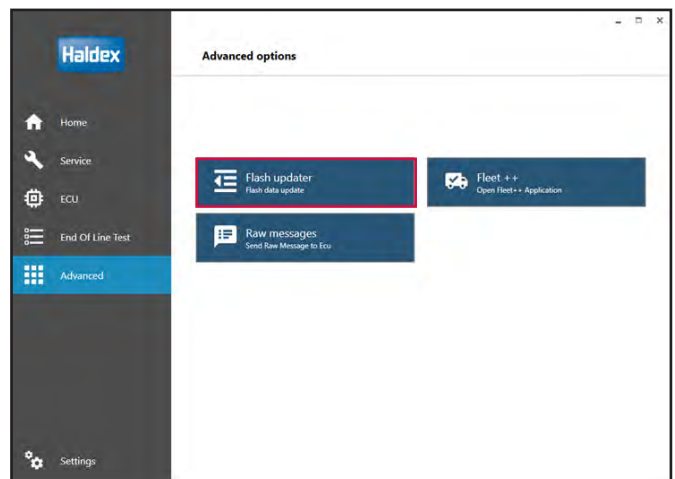 Haldex
Advanced options
Home
Service
ECU
End Of Line Test
Advanced
Settings
Flash updater
Flash data update
Fleet ++
Open Fleet++ Application
Raw messages
Send Raw Message to Ecu